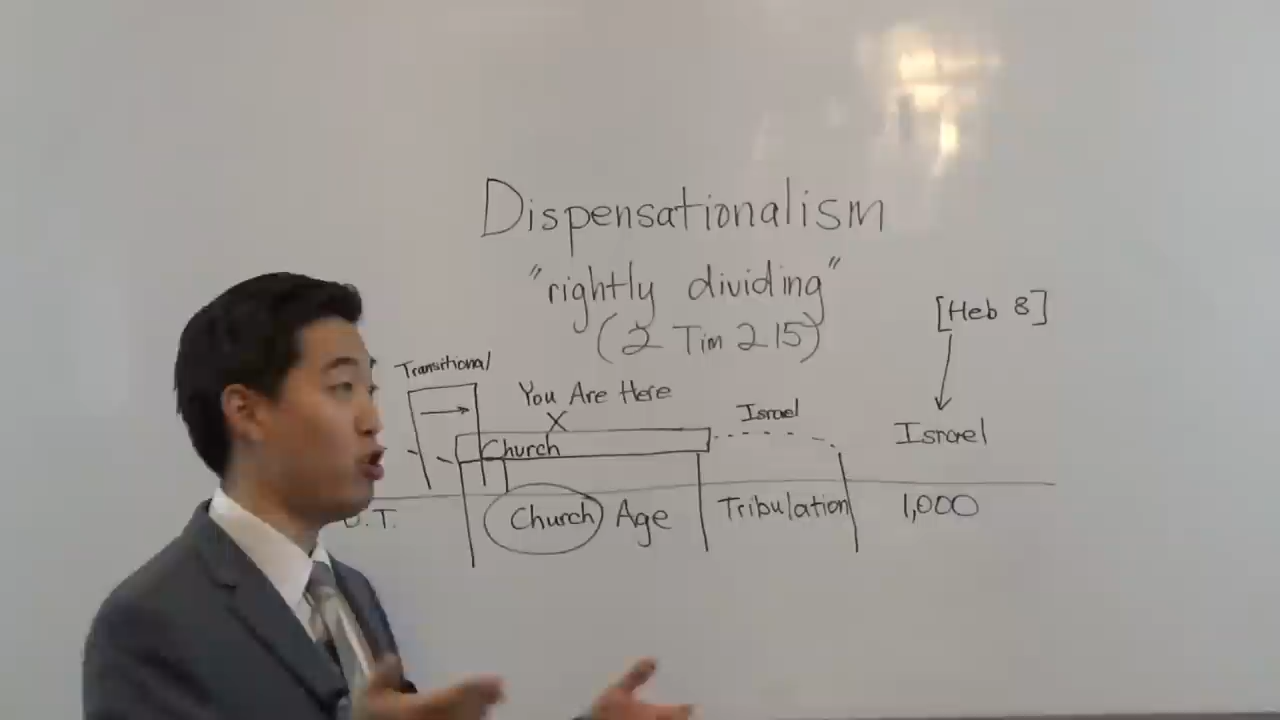 Dispensationalism
"rightly dividing"
(2 Tim 2 15)
[Heb 8]
Transitional
You Are Here
X
Israel
Church
Israel
O.T.
Church Age
Tribulation
1,000